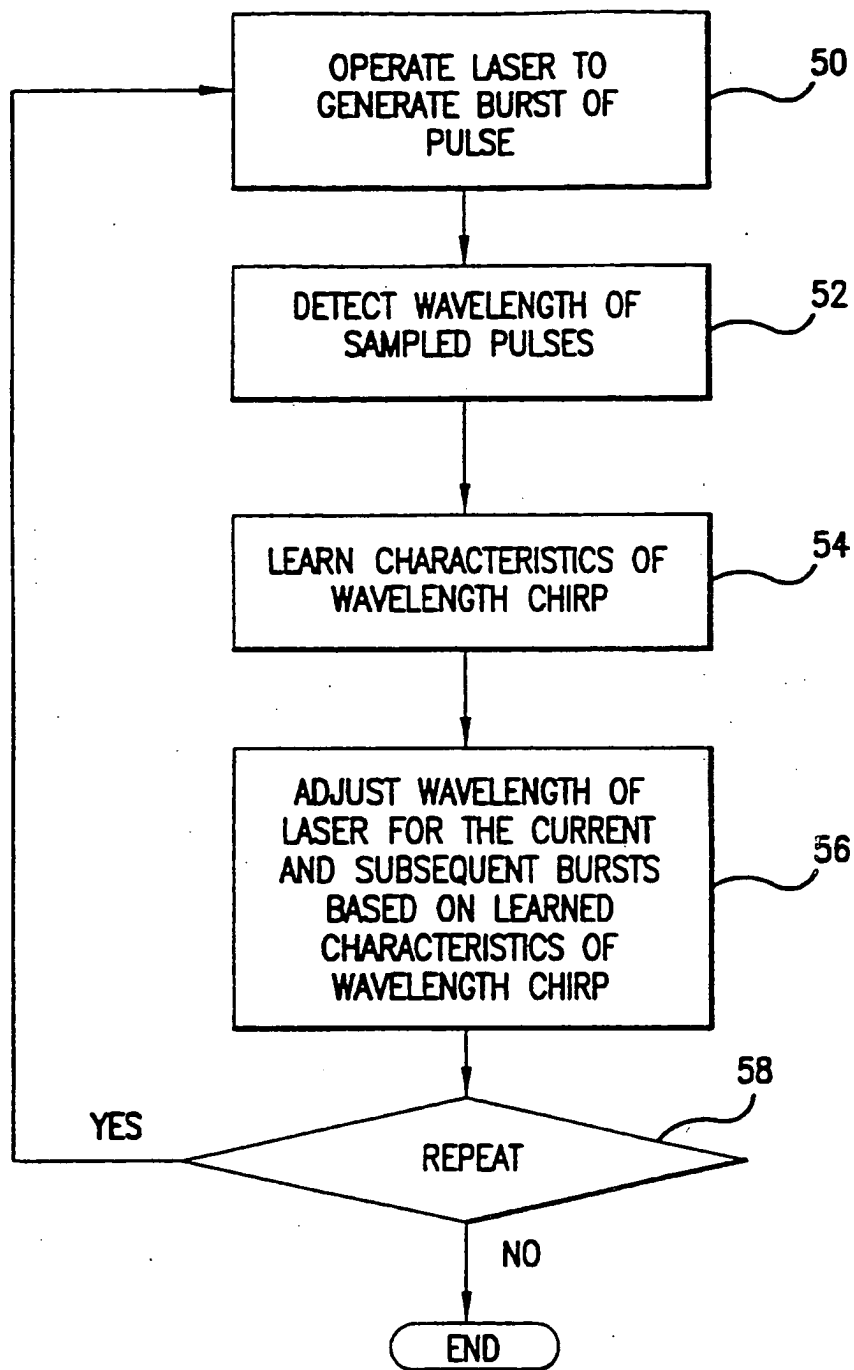 OPERATE LASER TO
GENERATE BURST OF
PULSE
50
DETECT WAVELENGTH OF
SAMPLED PULSES
52
LEARN CHARACTERISTICS OF
WAVELENGTH CHIRP
54
ADJUST WAVELENGTH OF
LASER FOR THE CURRENT
AND SUBSEQUENT BURSTS
BASED ON LEARNED
CHARACTERISTICS OF
WAVELENGTH CHIRP
56
58
YES
REPEAT
NO
END